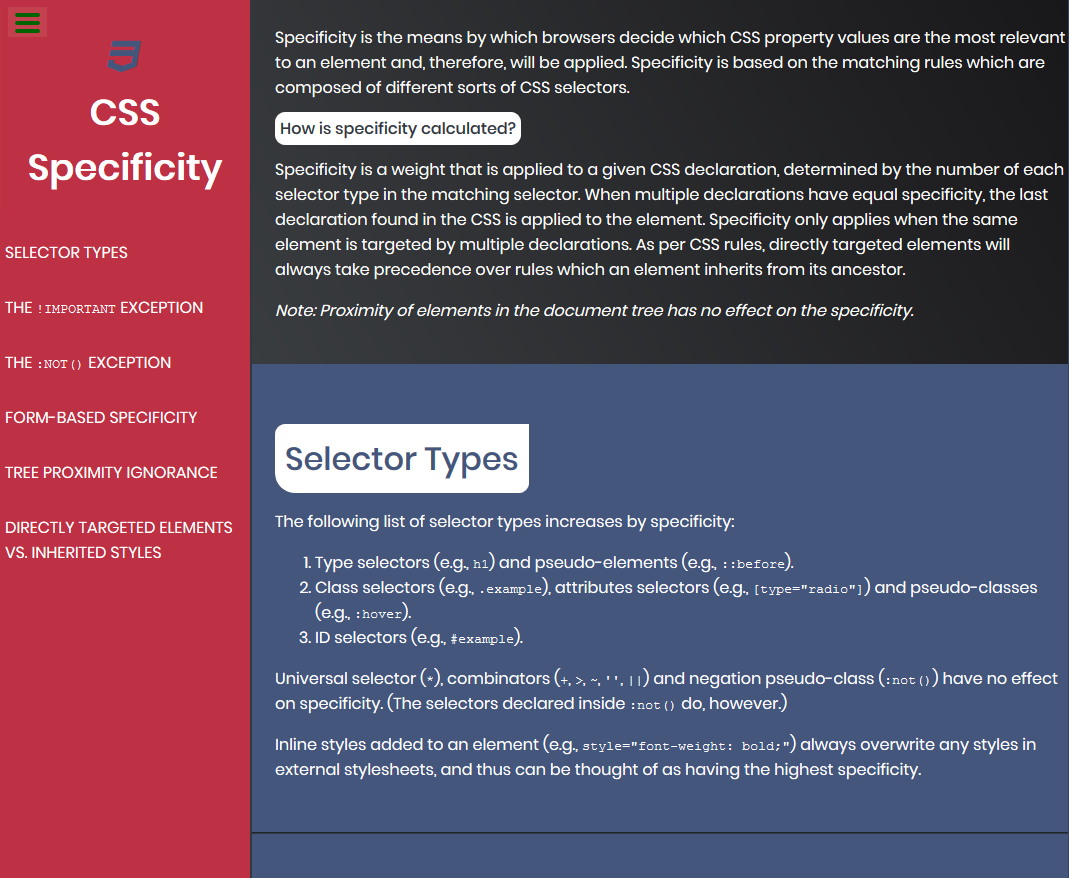 CSS
Specificity
SELECTOR TYPES
THE !IMPORTANT EXCEPTION
THE :NOT() EXCEPTION
FORM-BASED SPECIFICITY
TREE PROXIMITY IGNORANCE
DIRECTLY TARGETED ELEMENTS
VS. INHERITED STYLES
Specificity is the means by which browsers decide which CSS property values are the most relevant
to an element and, therefore, will be applied. Specificity is based on the matching rules which are
composed of different sorts of CSS selectors.
How is specificity calculated?
Specificity is a weight that is applied to a given CSS declaration, determined by the number of each
selector type in the matching selector. When multiple declarations have equal specificity, the last
declaration found in the CSS is applied to the element. Specificity only applies when the same
element is targeted by multiple declarations. As per CSS rules, directly targeted elements will
always take precedence over rules which an element inherits from its ancestor.
Note: Proximity of elements in the document tree has no effect on the specificity.
Selector Types
The following list of selector types increases by specificity:
1. Type selectors (e.g., h1) and pseudo-elements (e.g., ::before).
2. Class selectors (e.g., .example), attributes selectors (e.g., [type="radio"]) and pseudo-classes
(e.g., :hover).
3. ID selectors (e.g., #example).
Universal selector (*), combinators (+, >, ~, '', ||) and negation pseudo-class (:not()) have no effect
on specificity. (The selectors declared inside :not() do, however.)
Inline styles added to an element (e.g., style="font-weight: bold;") always overwrite any styles in
external stylesheets, and thus can be thought of as having the highest specificity.